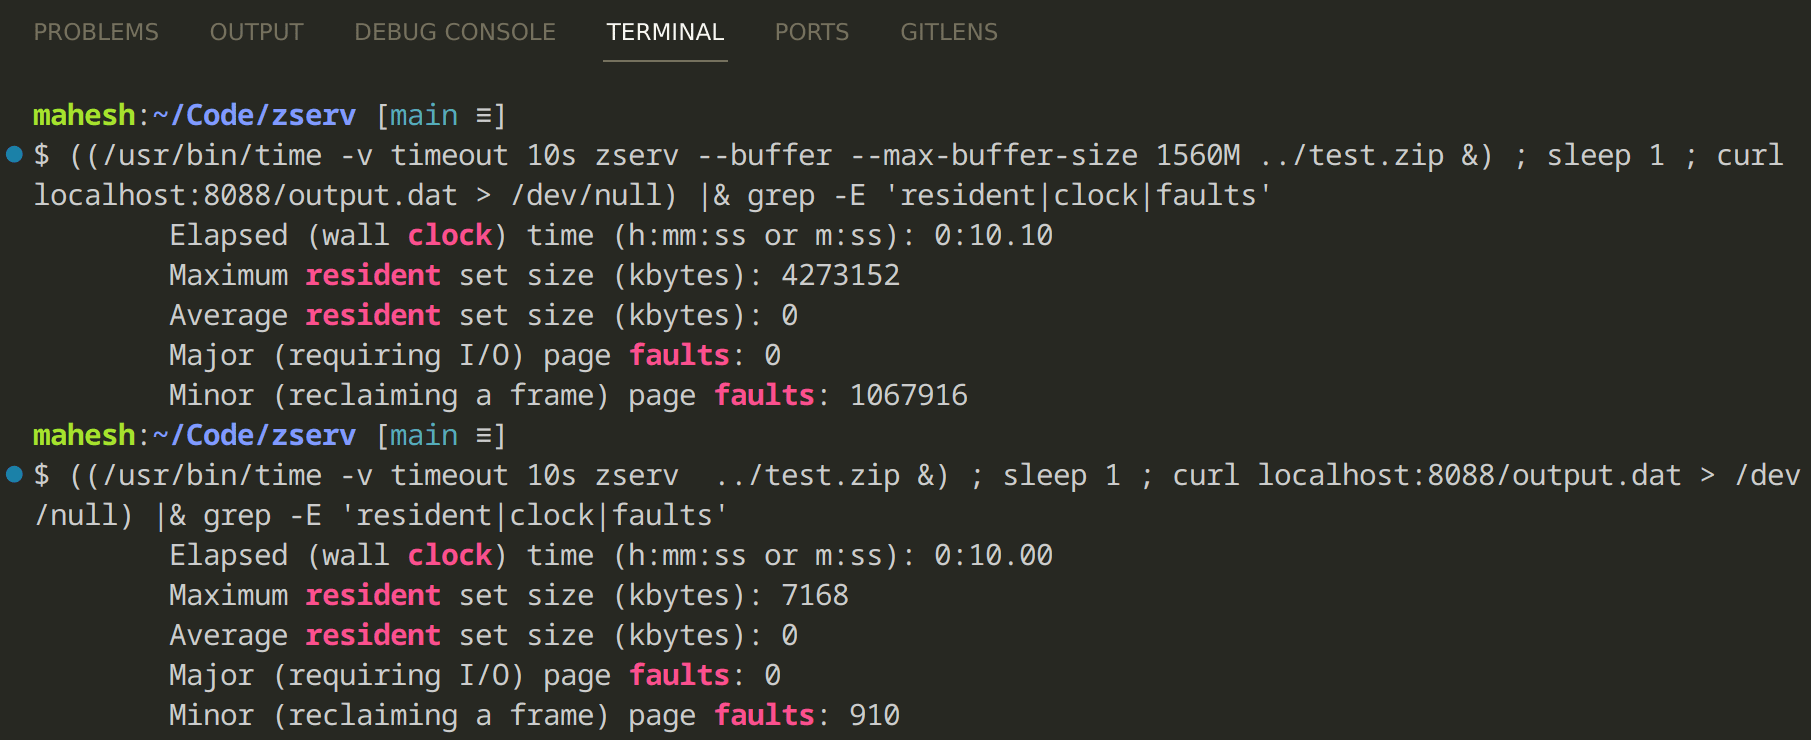 PROBLEMS OUTPUT DEBUG CONSOLE TERMINAL PORTS GITLENS
mahesh:~/Code/zserv [main ≡]
$ ((/usr/bin/time -v timeout 10s zserv --buffer --max-buffer-size 1560M ../test.zip &) ; sleep 1 ; curl
localhost:8088/output.dat > /dev/null) |& grep -E 'resident|clock|faults'
Elapsed (wall clock) time (h:mm:ss or m:ss): 0:10.10
Maximum resident set size (kbytes): 4273152
Average resident set size (kbytes): 0
Major (requiring I/O) page faults: 0
Minor (reclaiming a frame) page faults: 1067916
mahesh:~/Code/zserv [main ≡]
$ ((/usr/bin/time -v timeout 10s zserv  ../test.zip &) ; sleep 1 ; curl localhost:8088/output.dat > /dev
/null) |& grep -E 'resident|clock|faults'
Elapsed (wall clock) time (h:mm:ss or m:ss): 0:10.00
Maximum resident set size (kbytes): 7168
Average resident set size (kbytes): 0
Major (requiring I/O) page faults: 0
Minor (reclaiming a frame) page faults: 910